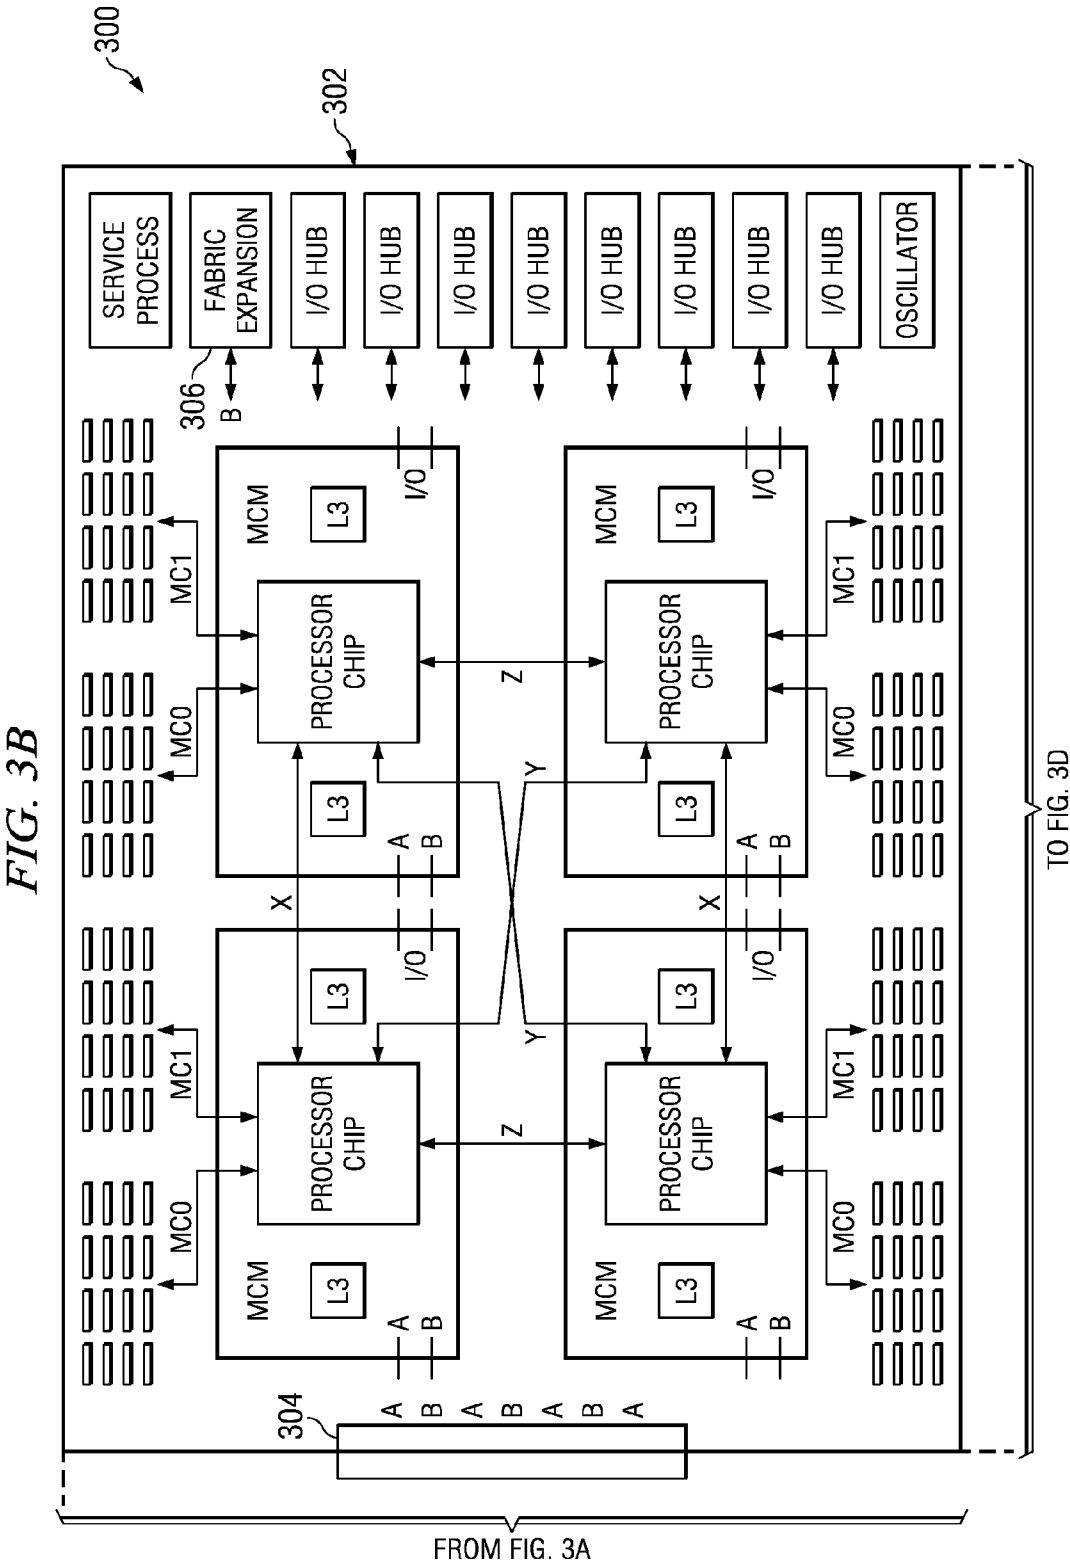 FIG. 3B
300
302
SERVICE
PROCESS
FABRIC
EXPANSION
306
B
I/O HUB
I/O HUB
I/O HUB
I/O HUB
I/O HUB
I/O HUB
I/O HUB
I/O HUB
OSCILLATOR
MC0
MC1
MC0
MC1
MCM
L3
PROCESSOR
CHIP
L3
A
B
I/O
X
MCM
L3
PROCESSOR
CHIP
L3
A
B
I/O
Z
Y
Y
Z
MCM
L3
PROCESSOR
CHIP
L3
A
B
I/O
X
MCM
L3
PROCESSOR
CHIP
L3
A
B
I/O
MC0
MC1
MC0
MC1
304
A
B
A
B
A
B
A
FROM FIG. 3A
TO FIG. 3D